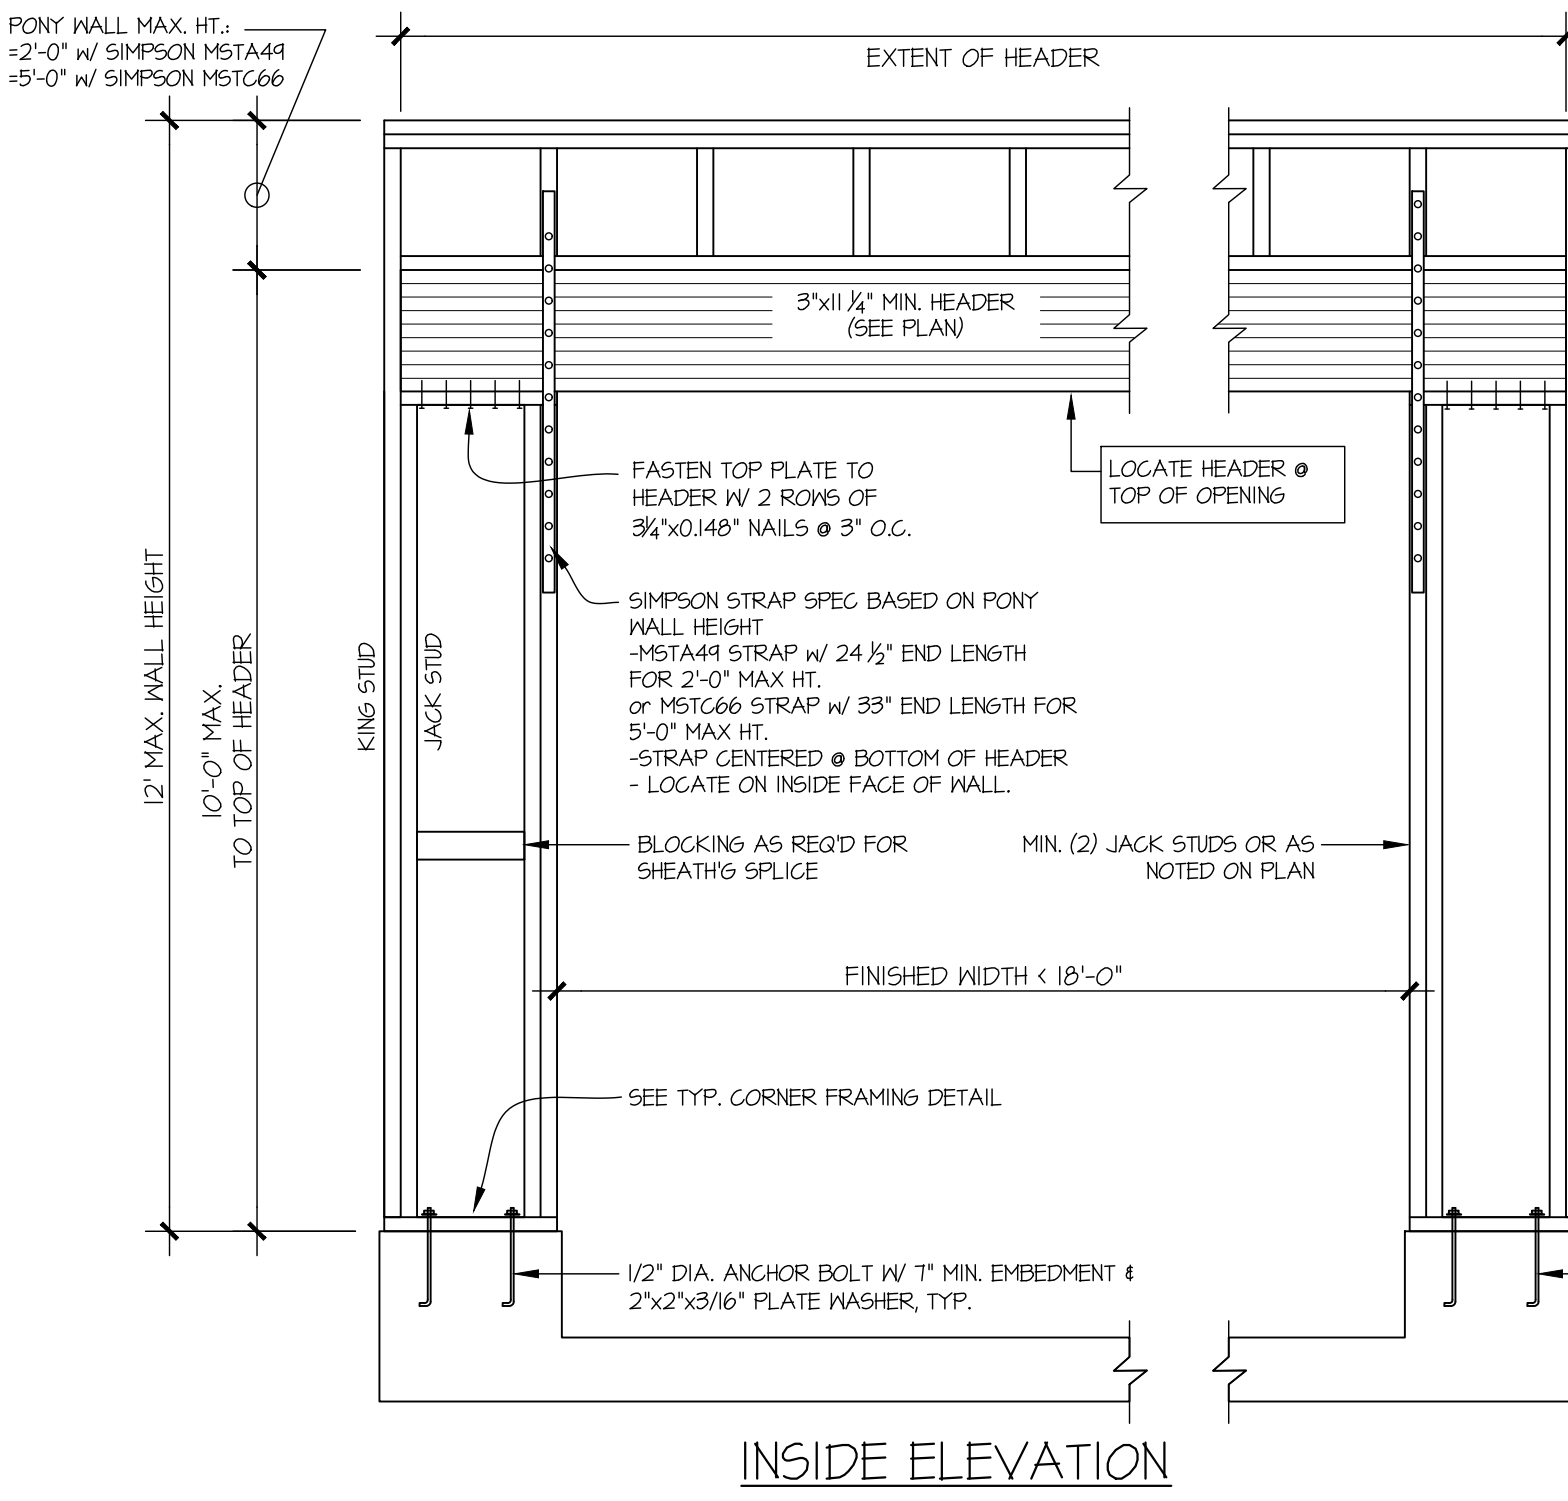 PONY WALL MAX. HT.:
=2'-0" w/ SIMPSON MSTA49
=5'-0" w/ SIMPSON MSTC66
EXTENT OF HEADER
3"x11 1/4" MIN. HEADER
(SEE PLAN)
FASTEN TOP PLATE TO
HEADER W/ 2 ROWS OF
3 1/4"x0.148" NAILS @ 3" O.C.
LOCATE HEADER @
TOP OF OPENING
12' MAX. WALL HEIGHT
10'-0" MAX.
TO TOP OF HEADER
KING STUD
JACK STUD
SIMPSON STRAP SPEC BASED ON PONY
WALL HEIGHT
-MSTA49 STRAP w/ 24 1/2" END LENGTH
FOR 2'-0" MAX HT.
or MSTC66 STRAP w/ 33" END LENGTH FOR
5'-0" MAX HT.
-STRAP CENTERED @ BOTTOM OF HEADER
- LOCATE ON INSIDE FACE OF WALL.
BLOCKING AS REQ'D FOR
SHEATH'G SPLICE
MIN. (2) JACK STUDS OR AS
NOTED ON PLAN
FINISHED WIDTH < 18'-0"
SEE TYP. CORNER FRAMING DETAIL
1/2" DIA. ANCHOR BOLT W/ 7" MIN. EMBEDMENT &
2"x2"x3/16" PLATE WASHER, TYP.
INSIDE ELEVATION